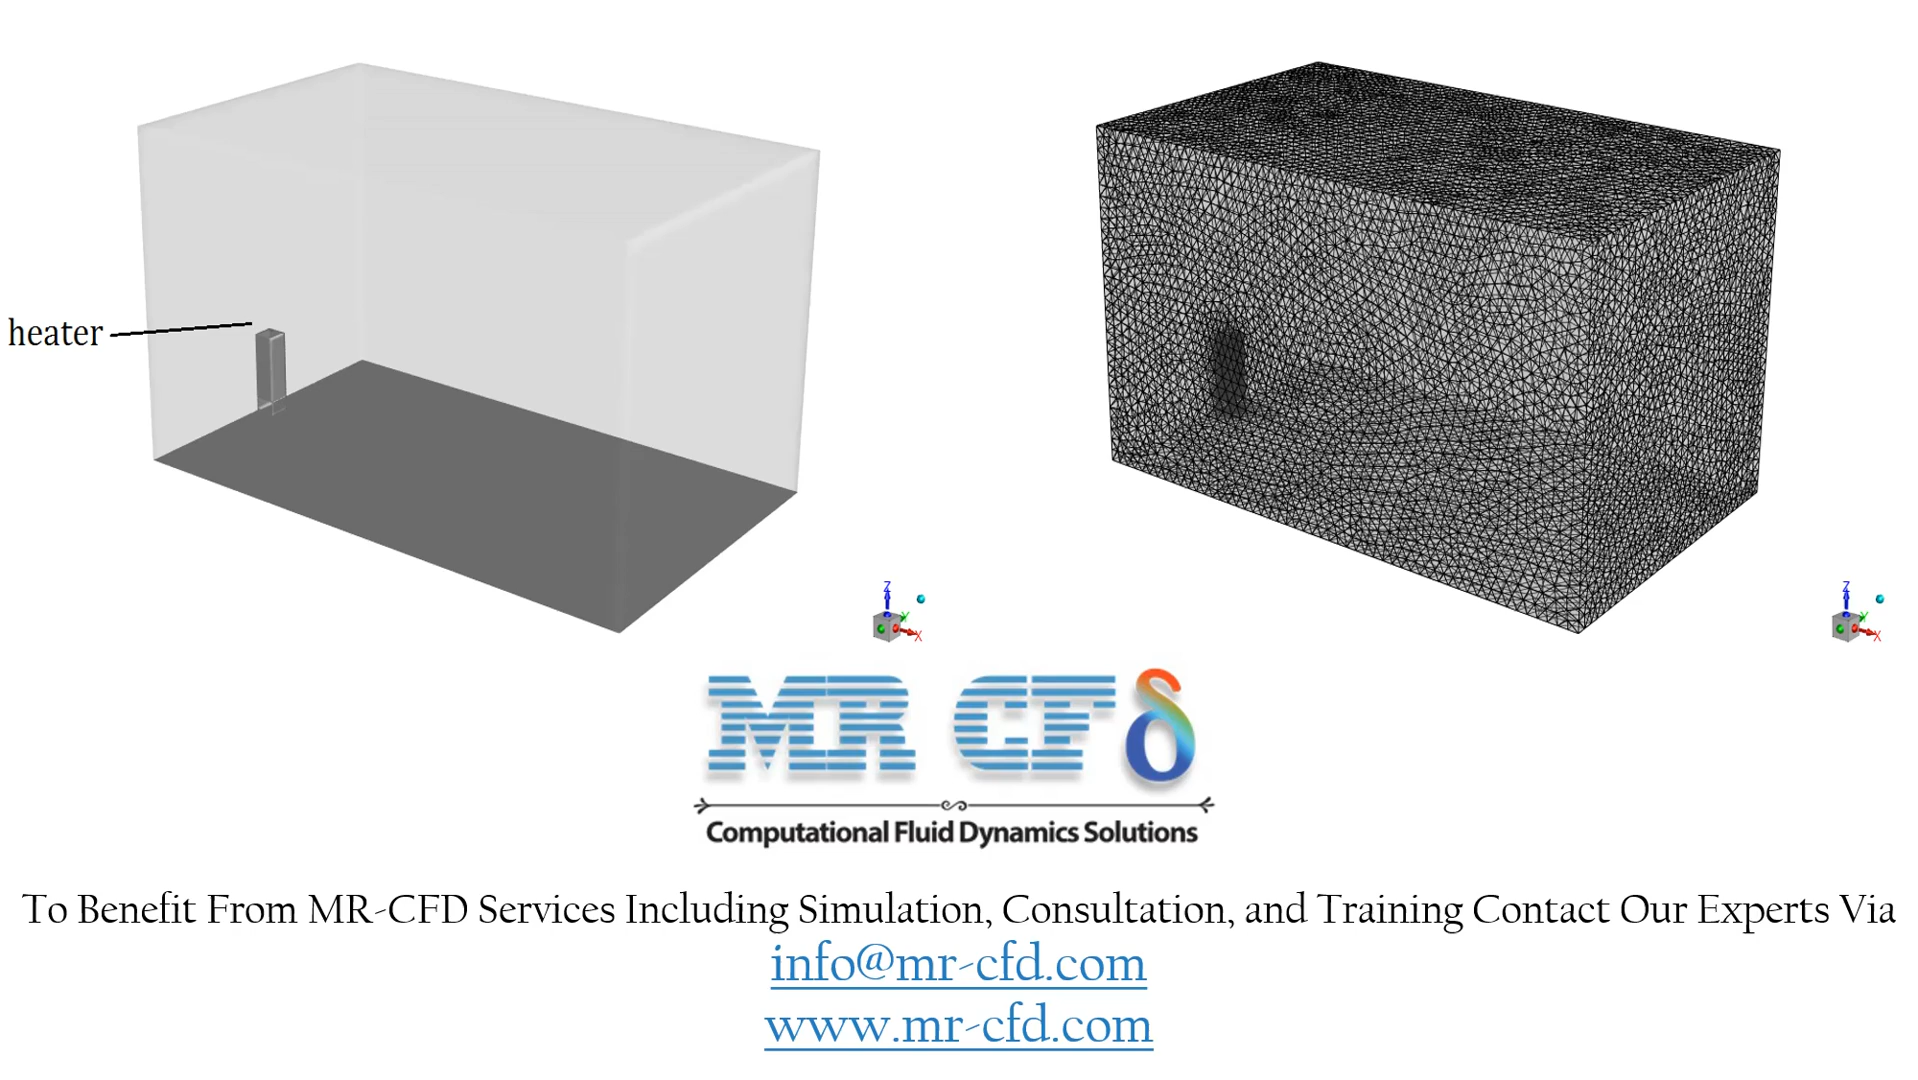 heater
Z
Y
X
Z
Y
X
MR CFδ
Computational Fluid Dynamics Solutions
To Benefit From MR-CFD Services Including Simulation, Consultation, and Training Contact Our Experts Via
info@mr-cfd.com
www.mr-cfd.com